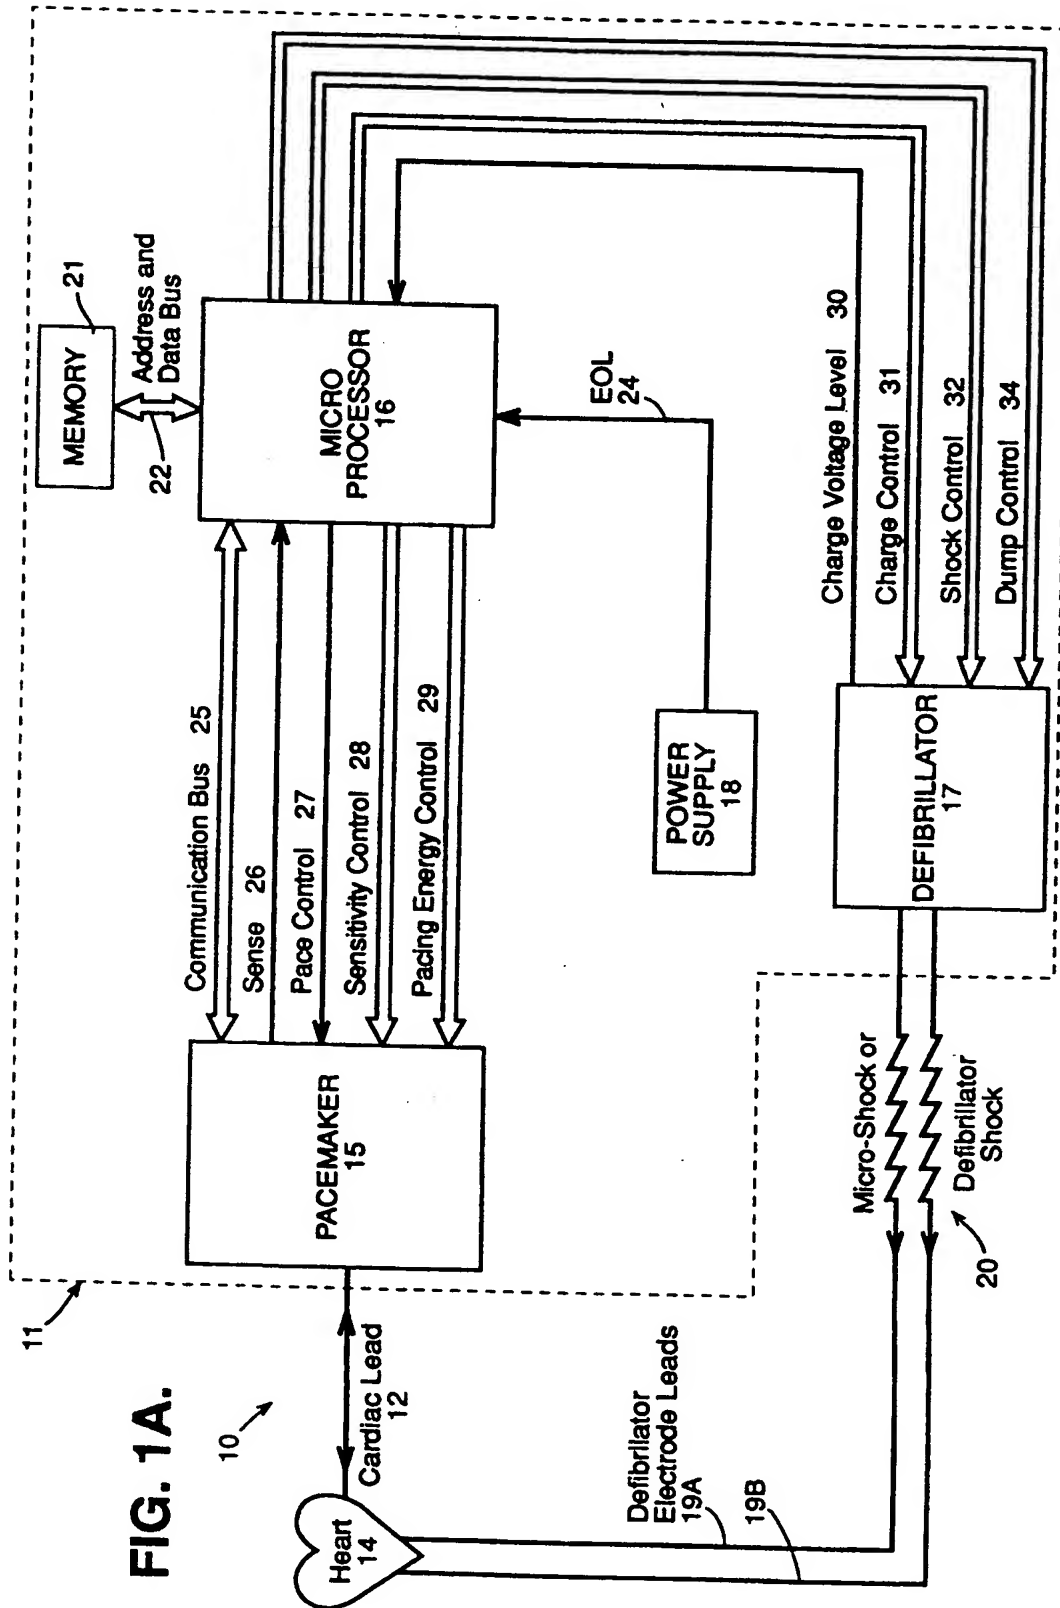 FIG. 1A.
10
11
Heart
14
Cardiac Lead
12
PACEMAKER
15
Communication Bus 25
Sense 26
Pace Control 27
Sensitivity Control 28
Pacing Energy Control 29
MICRO
PROCESSOR
16
MEMORY
21
22
Address and
Data Bus
EOL
24
POWER
SUPPLY
18
Charge Voltage Level 30
Charge Control 31
Shock Control 32
Dump Control 34
DEFIBRILLATOR
17
Micro-Shock or
Defibrillator
Shock
20
Defibrillator
Electrode Leads
19A
19B